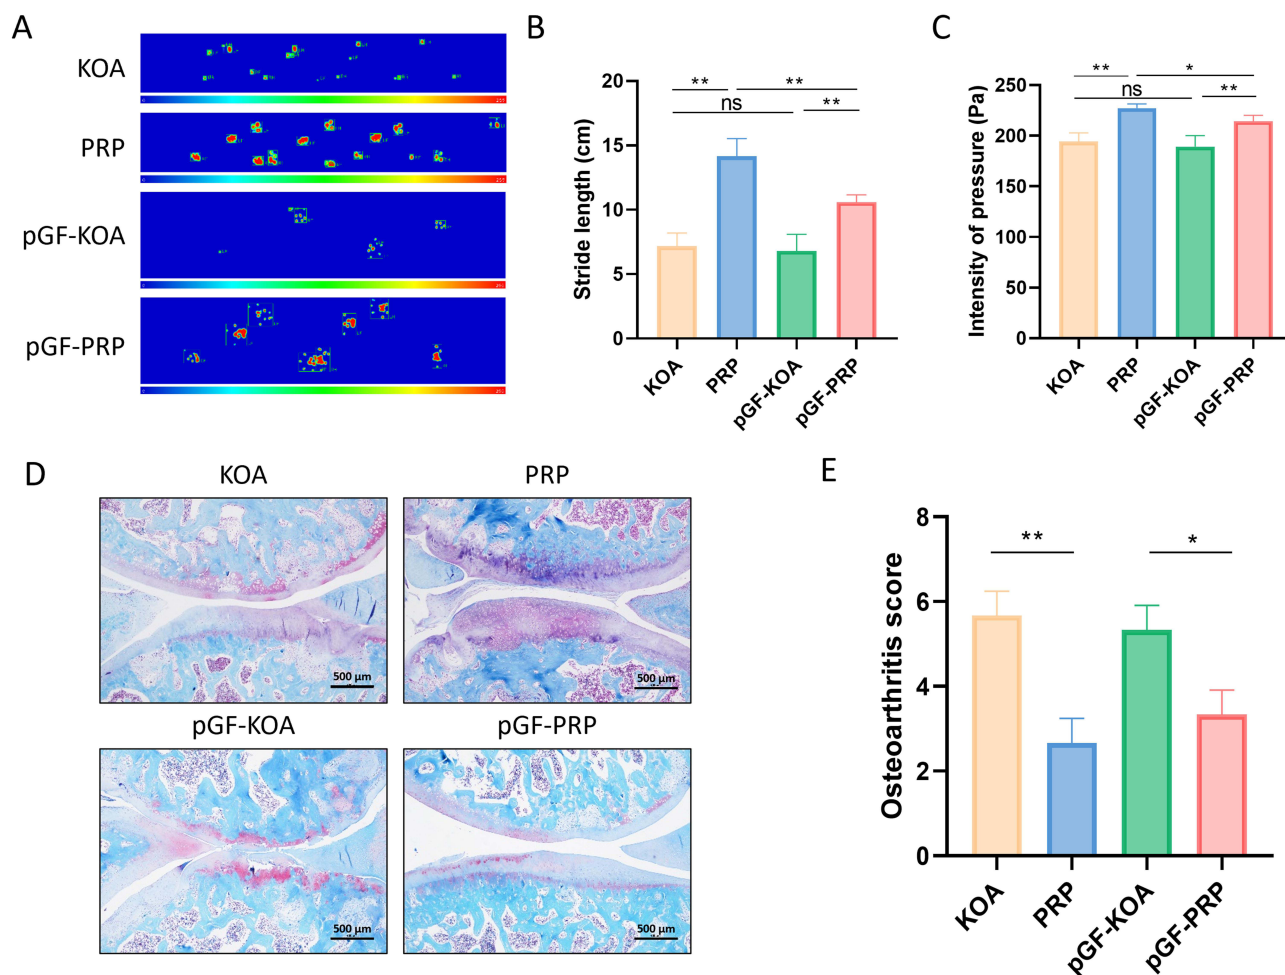 A
KOA
PRP
pGF-KOA
pGF-PRP
B
Stride length (cm)
20
15
10
5
0
**
**
ns
**
KOA
PRP
pGF-KOA
pGF-PRP
C
Intensity of pressure (Pa)
250
200
150
100
50
0
**
*
ns
**
KOA
PRP
pGF-KOA
pGF-PRP
D
KOA
PRP
500 μm
500 μm
pGF-KOA
pGF-PRP
500 μm
500 μm
E
Osteoarthritis score
8
6
4
2
0
**
*
KOA
PRP
pGF-KOA
pGF-PRP